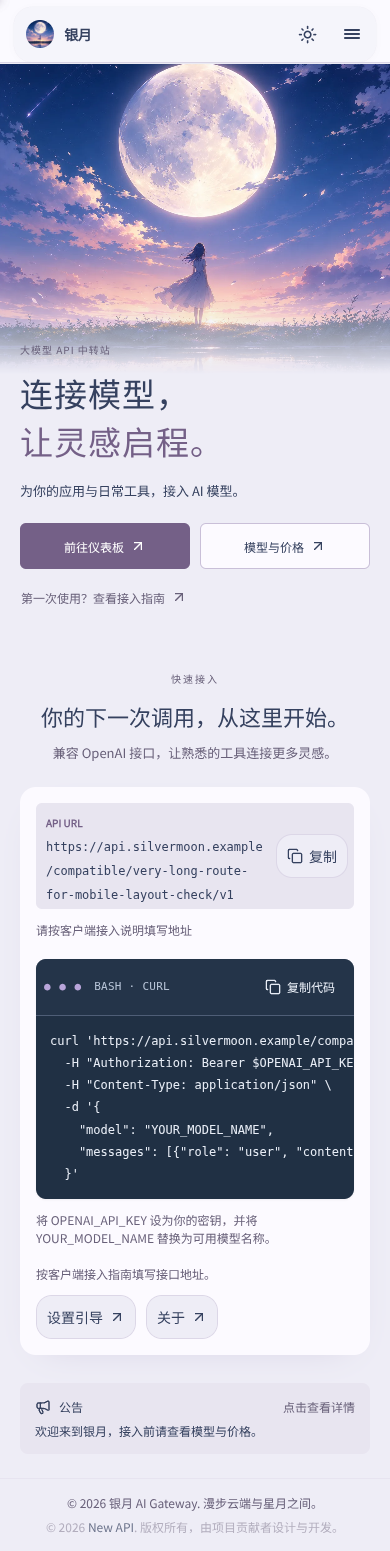 银月
大模型 API 中转站
连接模型，
让灵感启程。
为你的应用与日常工具，接入 AI 模型。
前往仪表板
模型与价格
第一次使用？查看接入指南
快速接入
你的下一次调用，从这里开始。
兼容 OpenAI 接口，让熟悉的工具连接更多灵感。
API URL
https://api.silvermoon.example
/compatible/very-long-route-
for-mobile-layout-check/v1
复制
请按客户端接入说明填写地址
BASH · CURL
复制代码
curl 'https://api.silvermoon.example/compa
-H "Authorization: Bearer $OPENAI_API_KE
-H "Content-Type: application/json" \
-d '{
"model": "YOUR_MODEL_NAME",
"messages": [{"role": "user", "content
}'
将 OPENAI_API_KEY 设为你的密钥，并将
YOUR_MODEL_NAME 替换为可用模型名称。
按客户端接入指南填写接口地址。
设置引导
关于
公告
点击查看详情
欢迎来到银月，接入前请查看模型与价格。
© 2026 银月 AI Gateway. 漫步云端与星月之间。
© 2026 New API. 版权所有，由项目贡献者设计与开发。